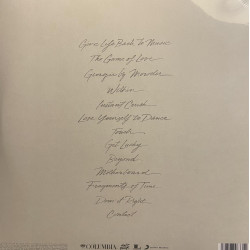 Give Life Back To Music
The Game of Love
Giorgio by Moroder
Within
Instant Crush
Lose Yourself to Dance
Touch
Get Lucky
Beyond
Motherboard
Fragments of Time
Doin' it Right
Contact
COLUMBIA